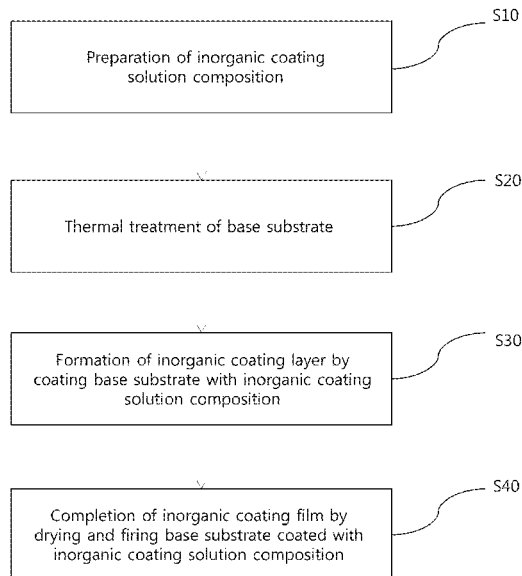 S10
Preparation of inorganic coating
solution composition
S20
Thermal treatment of base substrate
S30
Formation of inorganic coating layer by
coating base substrate with inorganic coating
solution composition
S40
Completion of inorganic coating film by
drying and firing base substrate coated with
inorganic coating solution composition